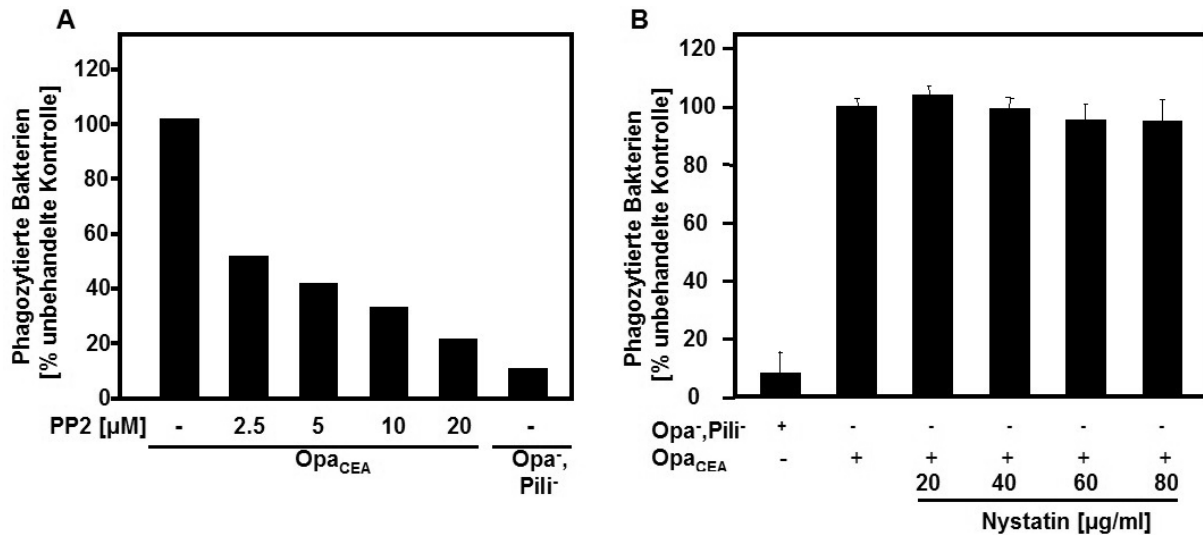 A
Phagozytierte Bakterien
[% unbehandelte Kontrolle]
120
100
80
60
40
20
0
PP2 [µM] - 2.5 5 10 20 -
Opa_CEA Opa⁻,
Pili⁻
B
Phagozytierte Bakterien
[% unbehandelte Kontrolle]
120
100
80
60
40
20
0
Opa⁻,Pili⁻ + - - - - -
Opa_CEA - + + + + +
20 40 60 80
Nystatin [µg/ml]